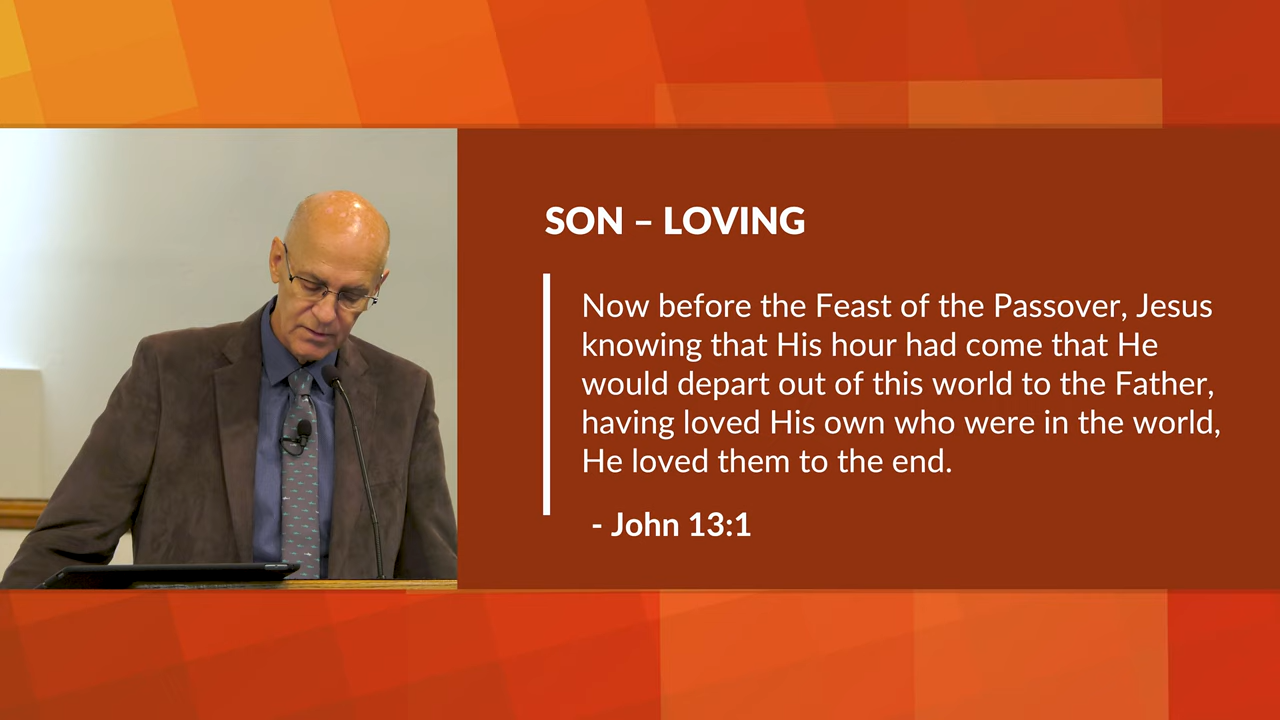 SON – LOVING
Now before the Feast of the Passover, Jesus
knowing that His hour had come that He
would depart out of this world to the Father,
having loved His own who were in the world,
He loved them to the end.
- John 13:1